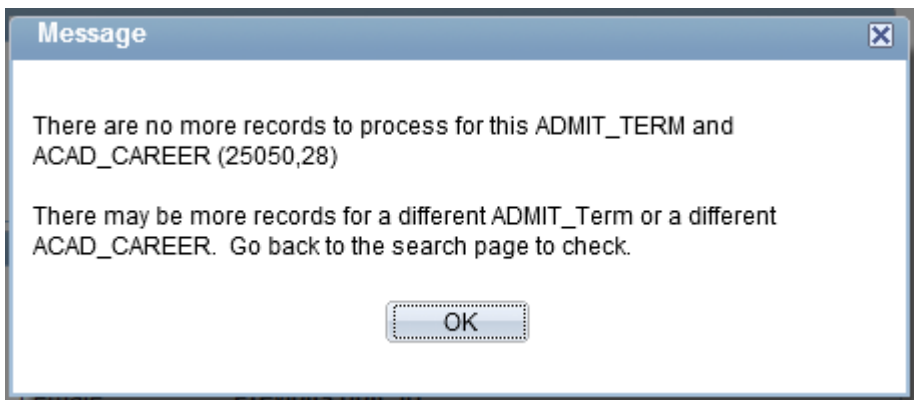 Message
There are no more records to process for this ADMIT_TERM and
ACAD_CAREER (25050,28)
There may be more records for a different ADMIT_Term or a different
ACAD_CAREER.  Go back to the search page to check.
OK